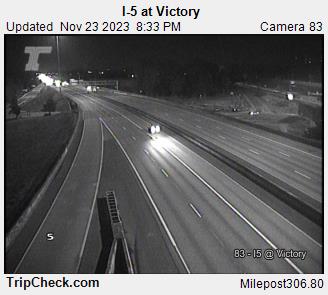 I-5 at Victory
Updated Nov 23 2023 8:33 PM Camera 83
T
S
83 - I5 @ Victory
TripCheck.com Milepost306.80